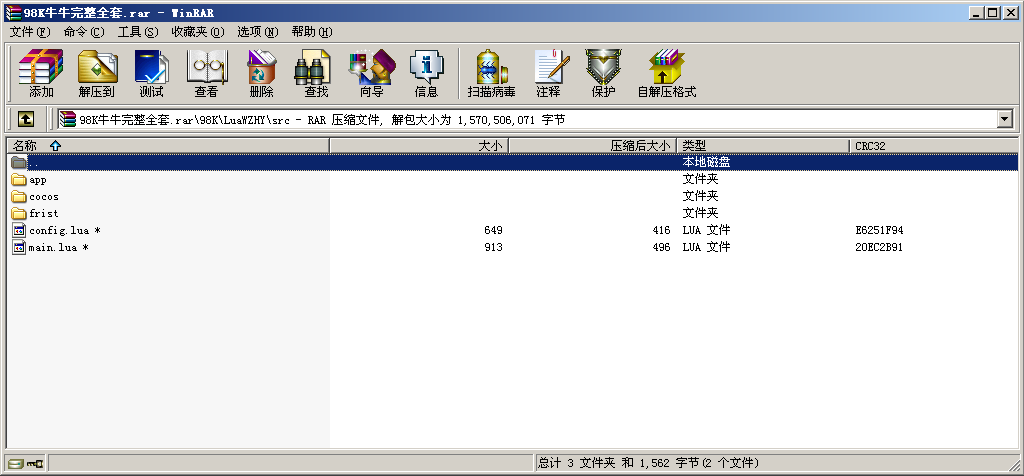 98K牛牛完整全套.rar - WinRAR
文件(F) 命令(C) 工具(S) 收藏夹(O) 选项(N) 帮助(H)
添加 解压到 测试 查看 删除 查找 向导 信息 扫描病毒 注释 保护 自解压格式
98K牛牛完整全套.rar\98K\LuaWZHY\src - RAR 压缩文件, 解包大小为 1,570,506,071 字节
名称 大小 压缩后大小 类型 CRC32
.. 本地磁盘
app 文件夹
cocos 文件夹
frist 文件夹
config.lua * 649 416 LUA 文件 E6251F94
main.lua * 913 496 LUA 文件 20EC2B91
总计 3 文件夹 和 1,562 字节(2 个文件)